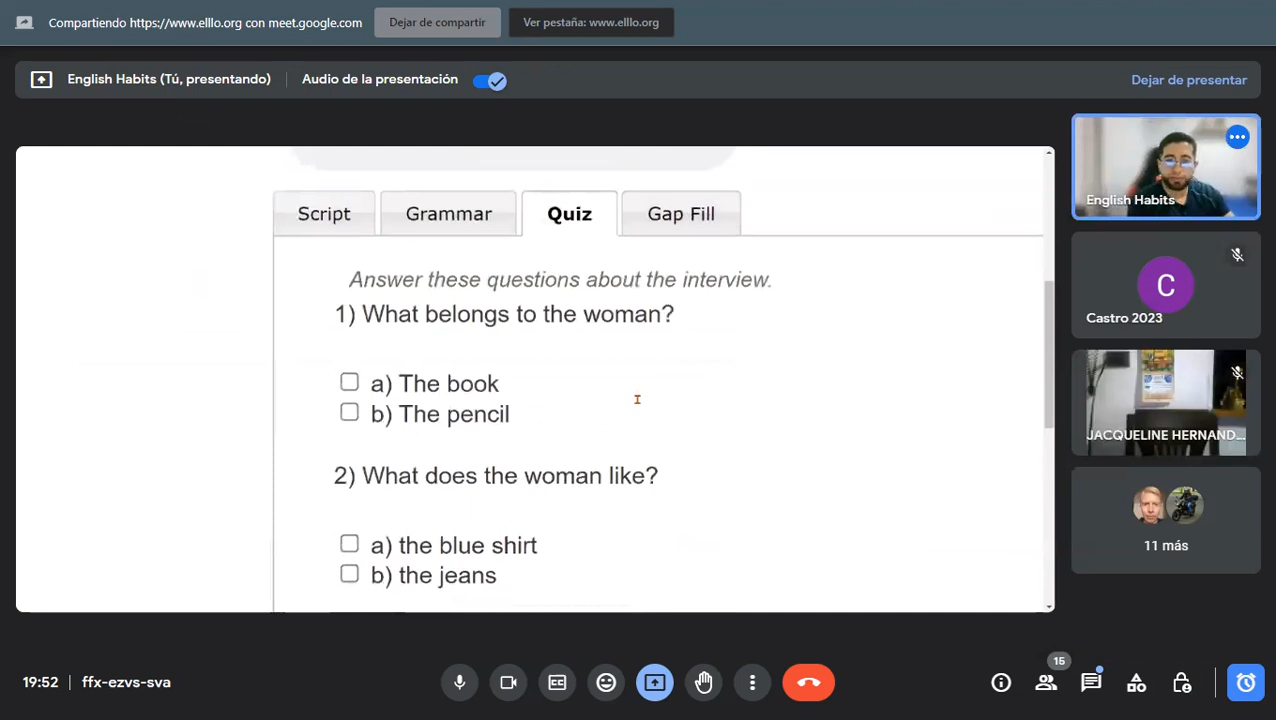 Compartiendo https://www.elllo.org con meet.google.com
Dejar de compartir
Ver pestaña: www.elllo.org
English Habits (Tú, presentando)
Audio de la presentación
Dejar de presentar
Script
Grammar
Quiz
Gap Fill
Answer these questions about the interview.
1) What belongs to the woman?
a) The book
b) The pencil
2) What does the woman like?
a) the blue shirt
b) the jeans
English Habits
C
Castro 2023
JACQUELINE HERNAND...
11 más
19:52
ffx-ezvs-sva
15